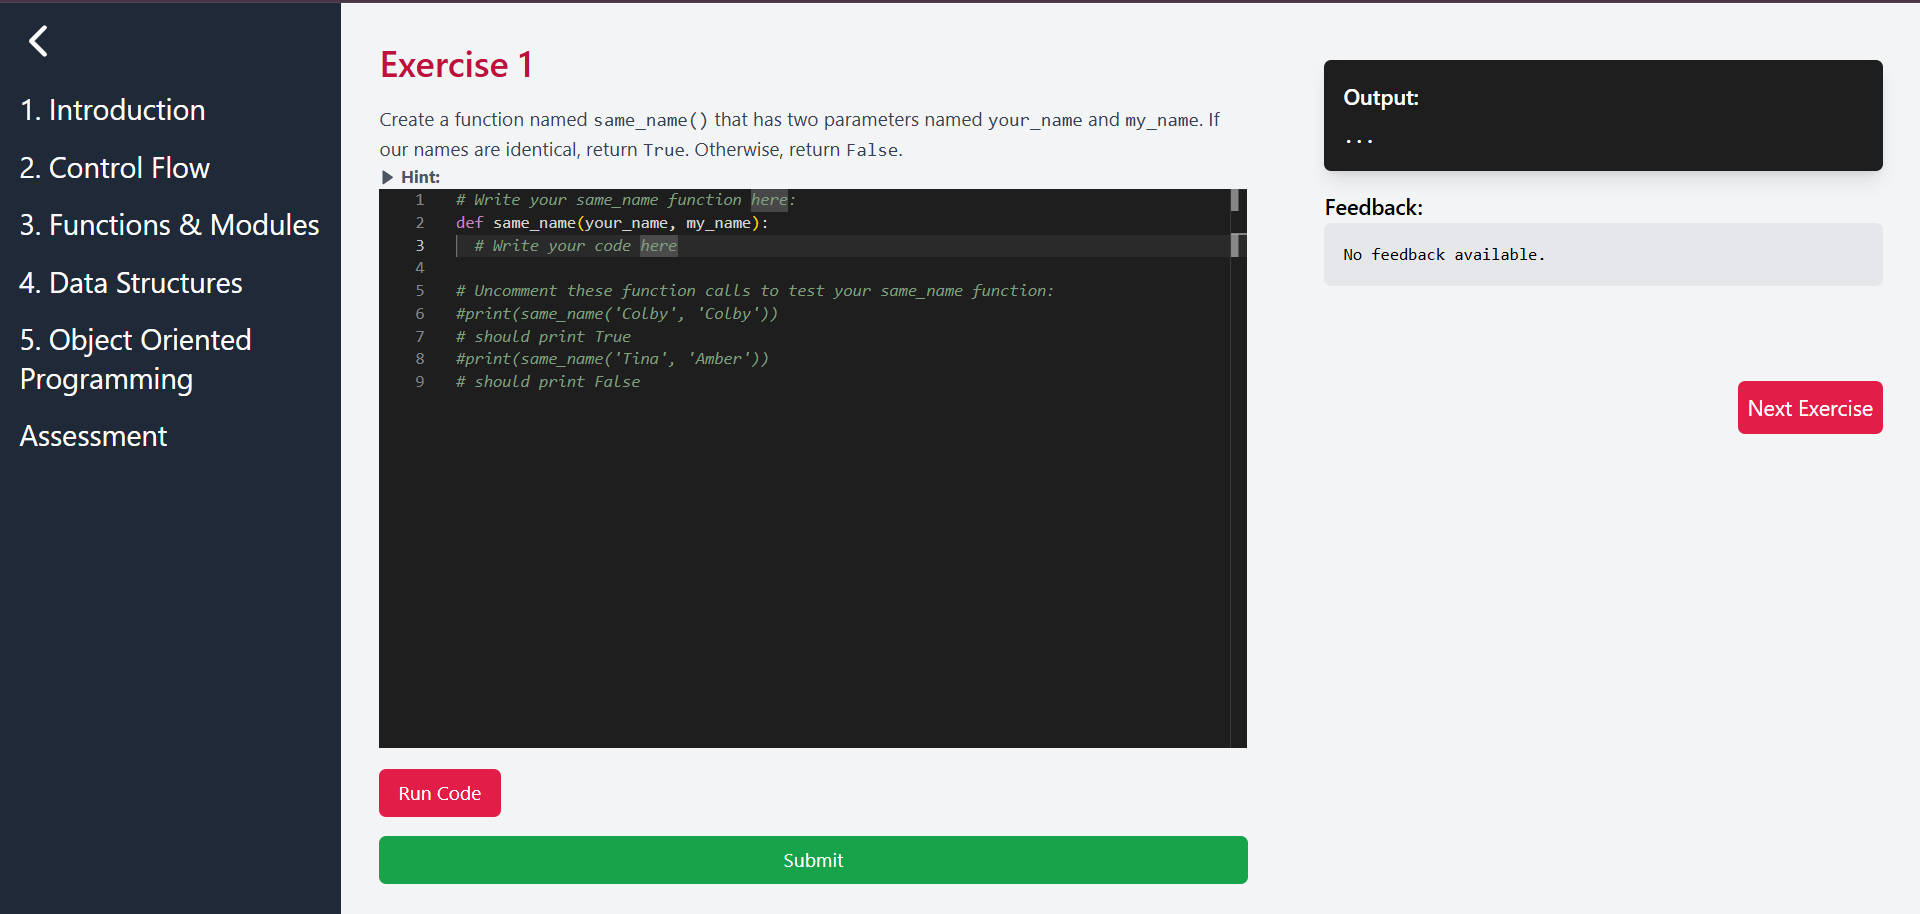 1. Introduction
2. Control Flow
3. Functions & Modules
4. Data Structures
5. Object Oriented
Programming
Assessment
Exercise 1
Create a function named same_name() that has two parameters named your_name and my_name. If
our names are identical, return True. Otherwise, return False.
Hint:
1 # Write your same_name function here:
2 def same_name(your_name, my_name):
3   # Write your code here
4
5 # Uncomment these function calls to test your same_name function:
6 #print(same_name('Colby', 'Colby'))
7 # should print True
8 #print(same_name('Tina', 'Amber'))
9 # should print False
Run Code
Submit
Output:
...
Feedback:
No feedback available.
Next Exercise